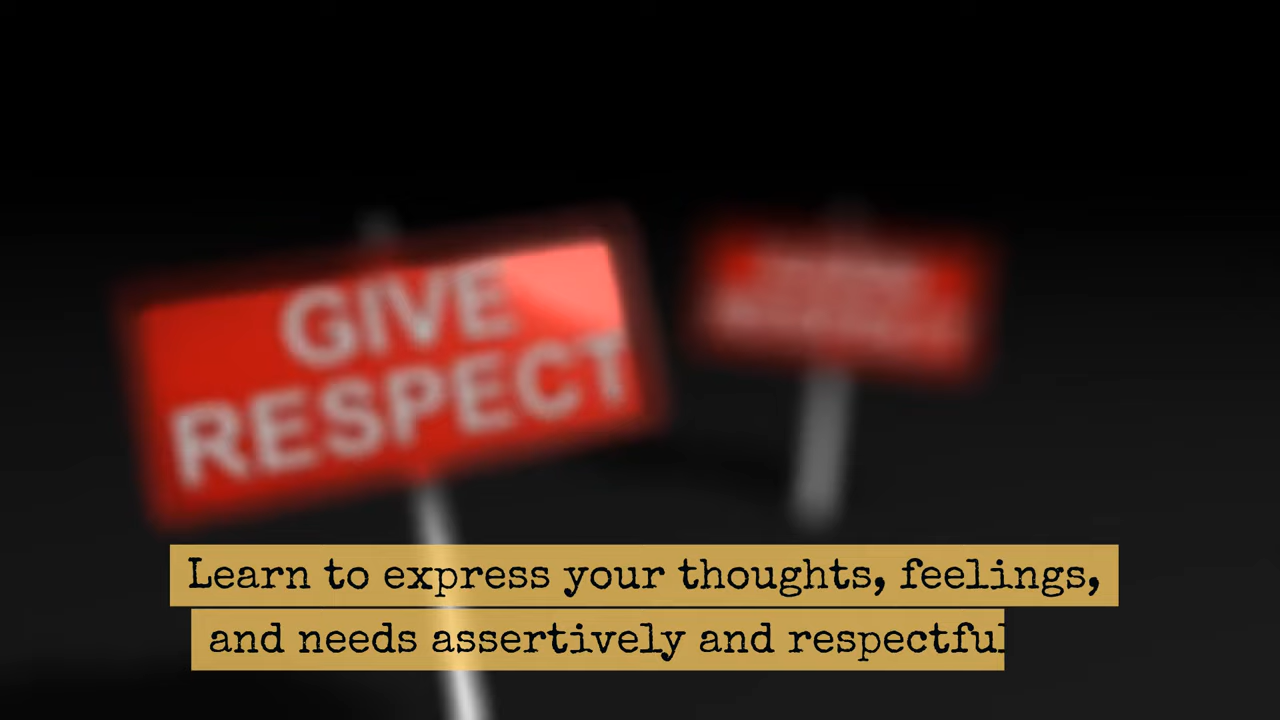 GIVE
RESPECT
Learn to express your thoughts, feelings,
and needs assertively and respectful